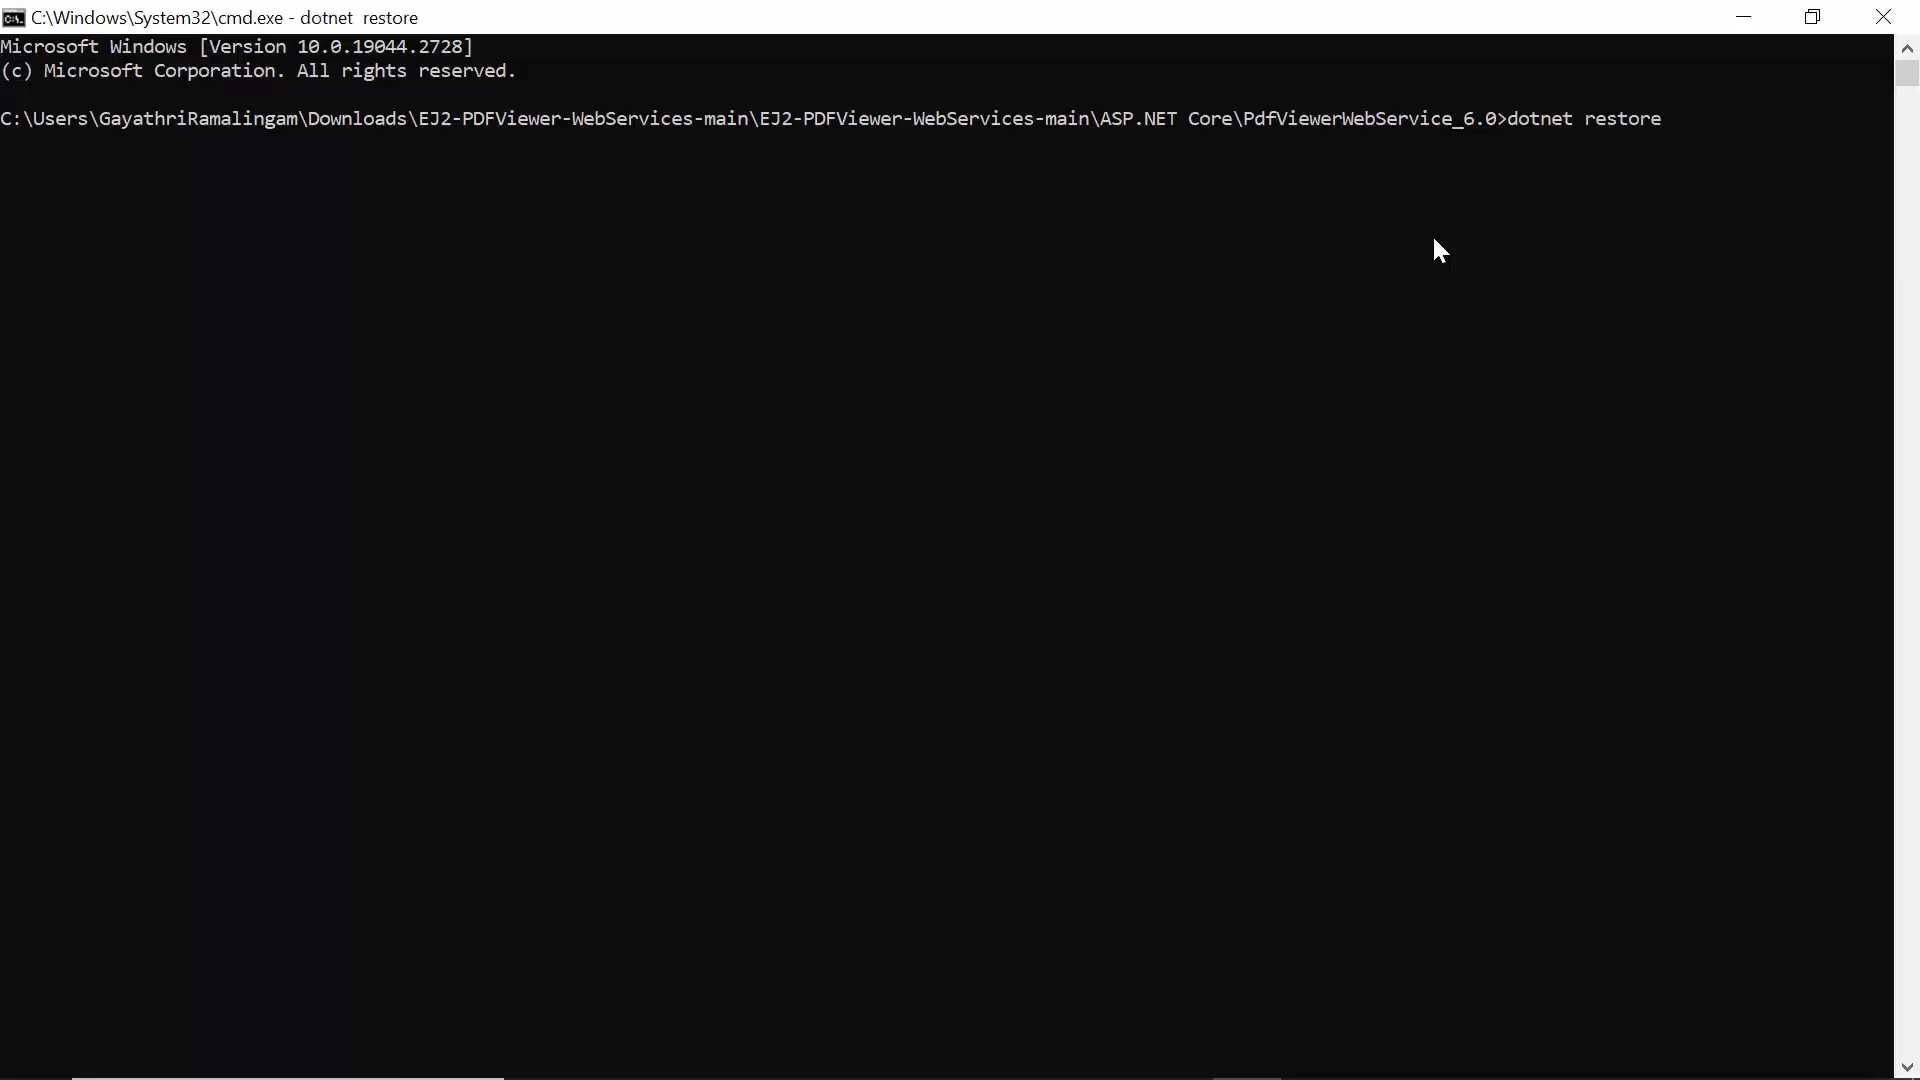 C:\Windows\System32\cmd.exe - dotnet  restore
Microsoft Windows [Version 10.0.19044.2728]
(c) Microsoft Corporation. All rights reserved.
C:\Users\GayathriRamalingam\Downloads\EJ2-PDFViewer-WebServices-main\EJ2-PDFViewer-WebServices-main\ASP.NET Core\PdfViewerWebService_6.0>dotnet restore